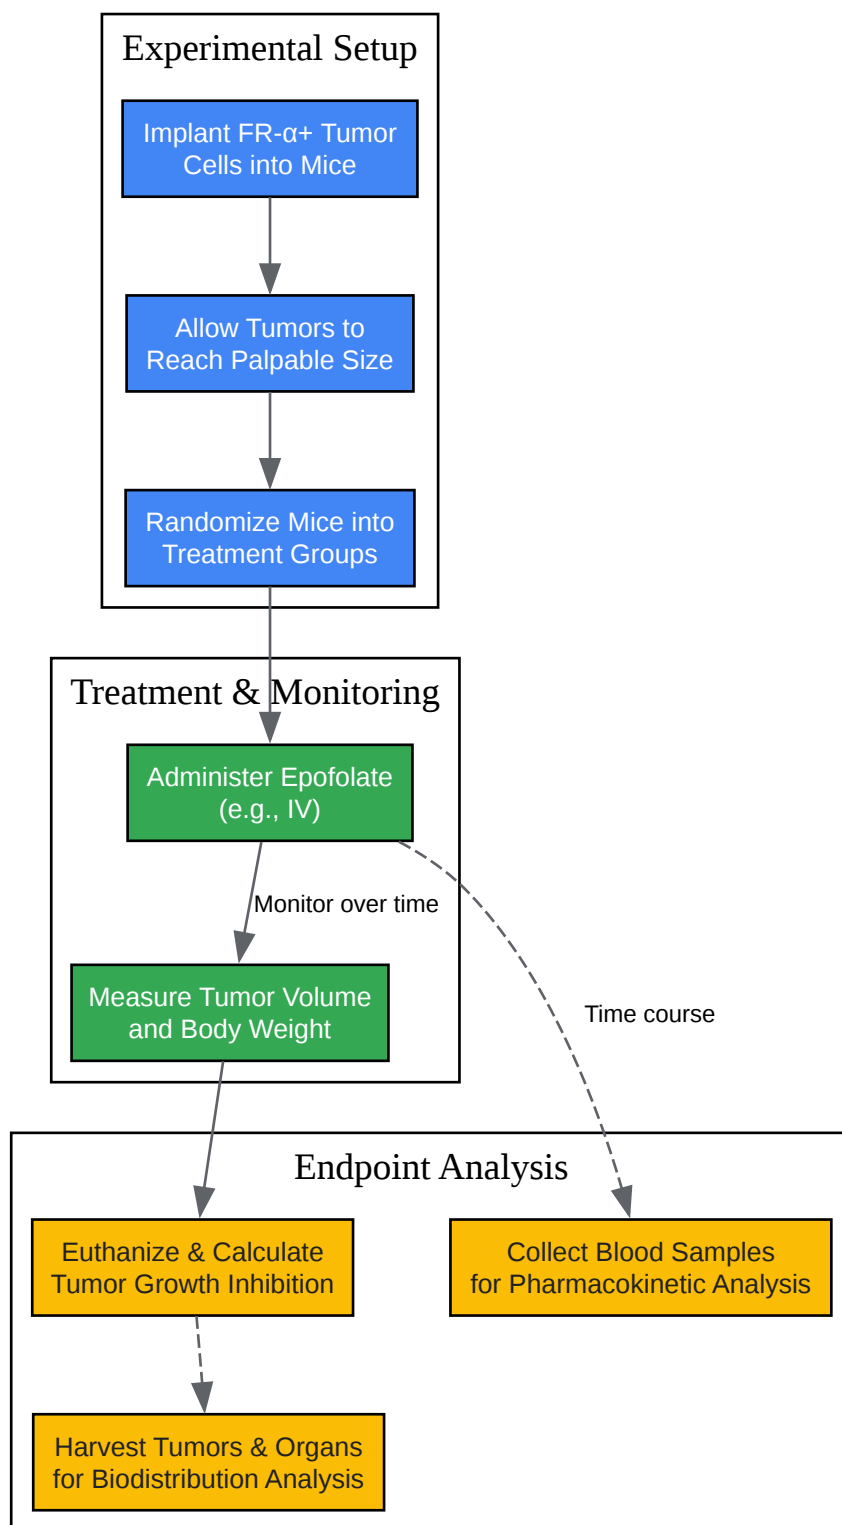 Experimental Setup
Implant FR-α+ Tumor
Cells into Mice
Allow Tumors to
Reach Palpable Size
Randomize Mice into
Treatment Groups
Treatment & Monitoring
Administer Epofolate
(e.g., IV)
Monitor over time
Measure Tumor Volume
and Body Weight
Time course
Endpoint Analysis
Euthanize & Calculate
Tumor Growth Inhibition
Collect Blood Samples
for Pharmacokinetic Analysis
Harvest Tumors & Organs
for Biodistribution Analysis